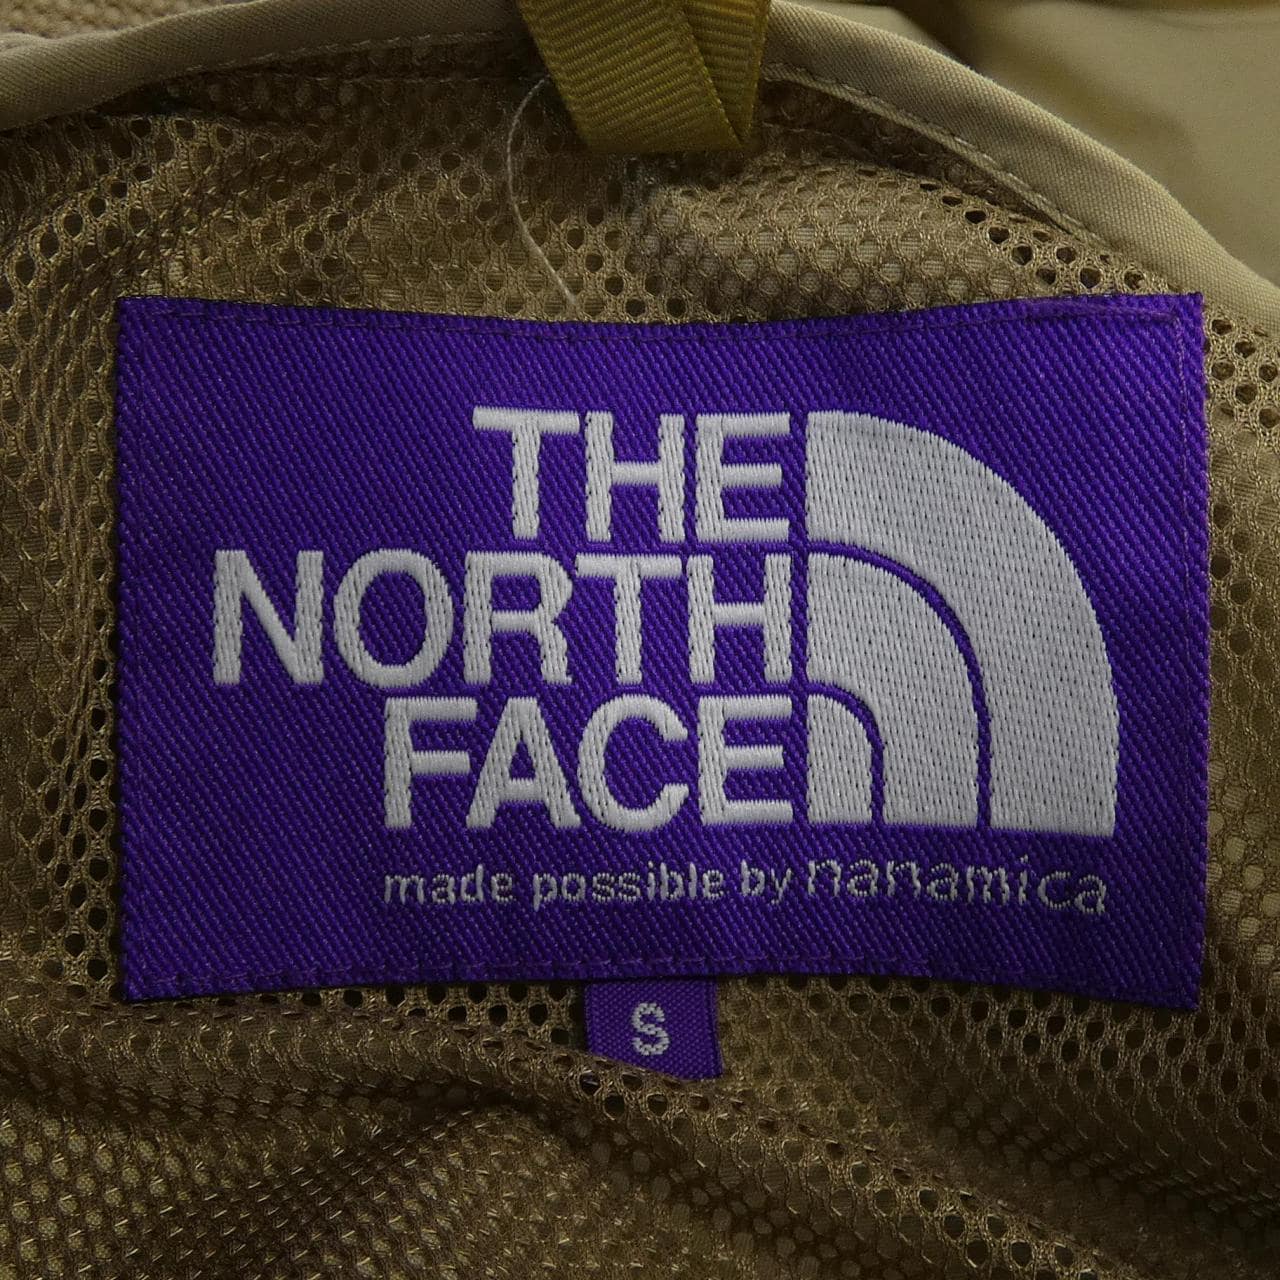 THE
NORTH
FACE
made possible by nanamica
S